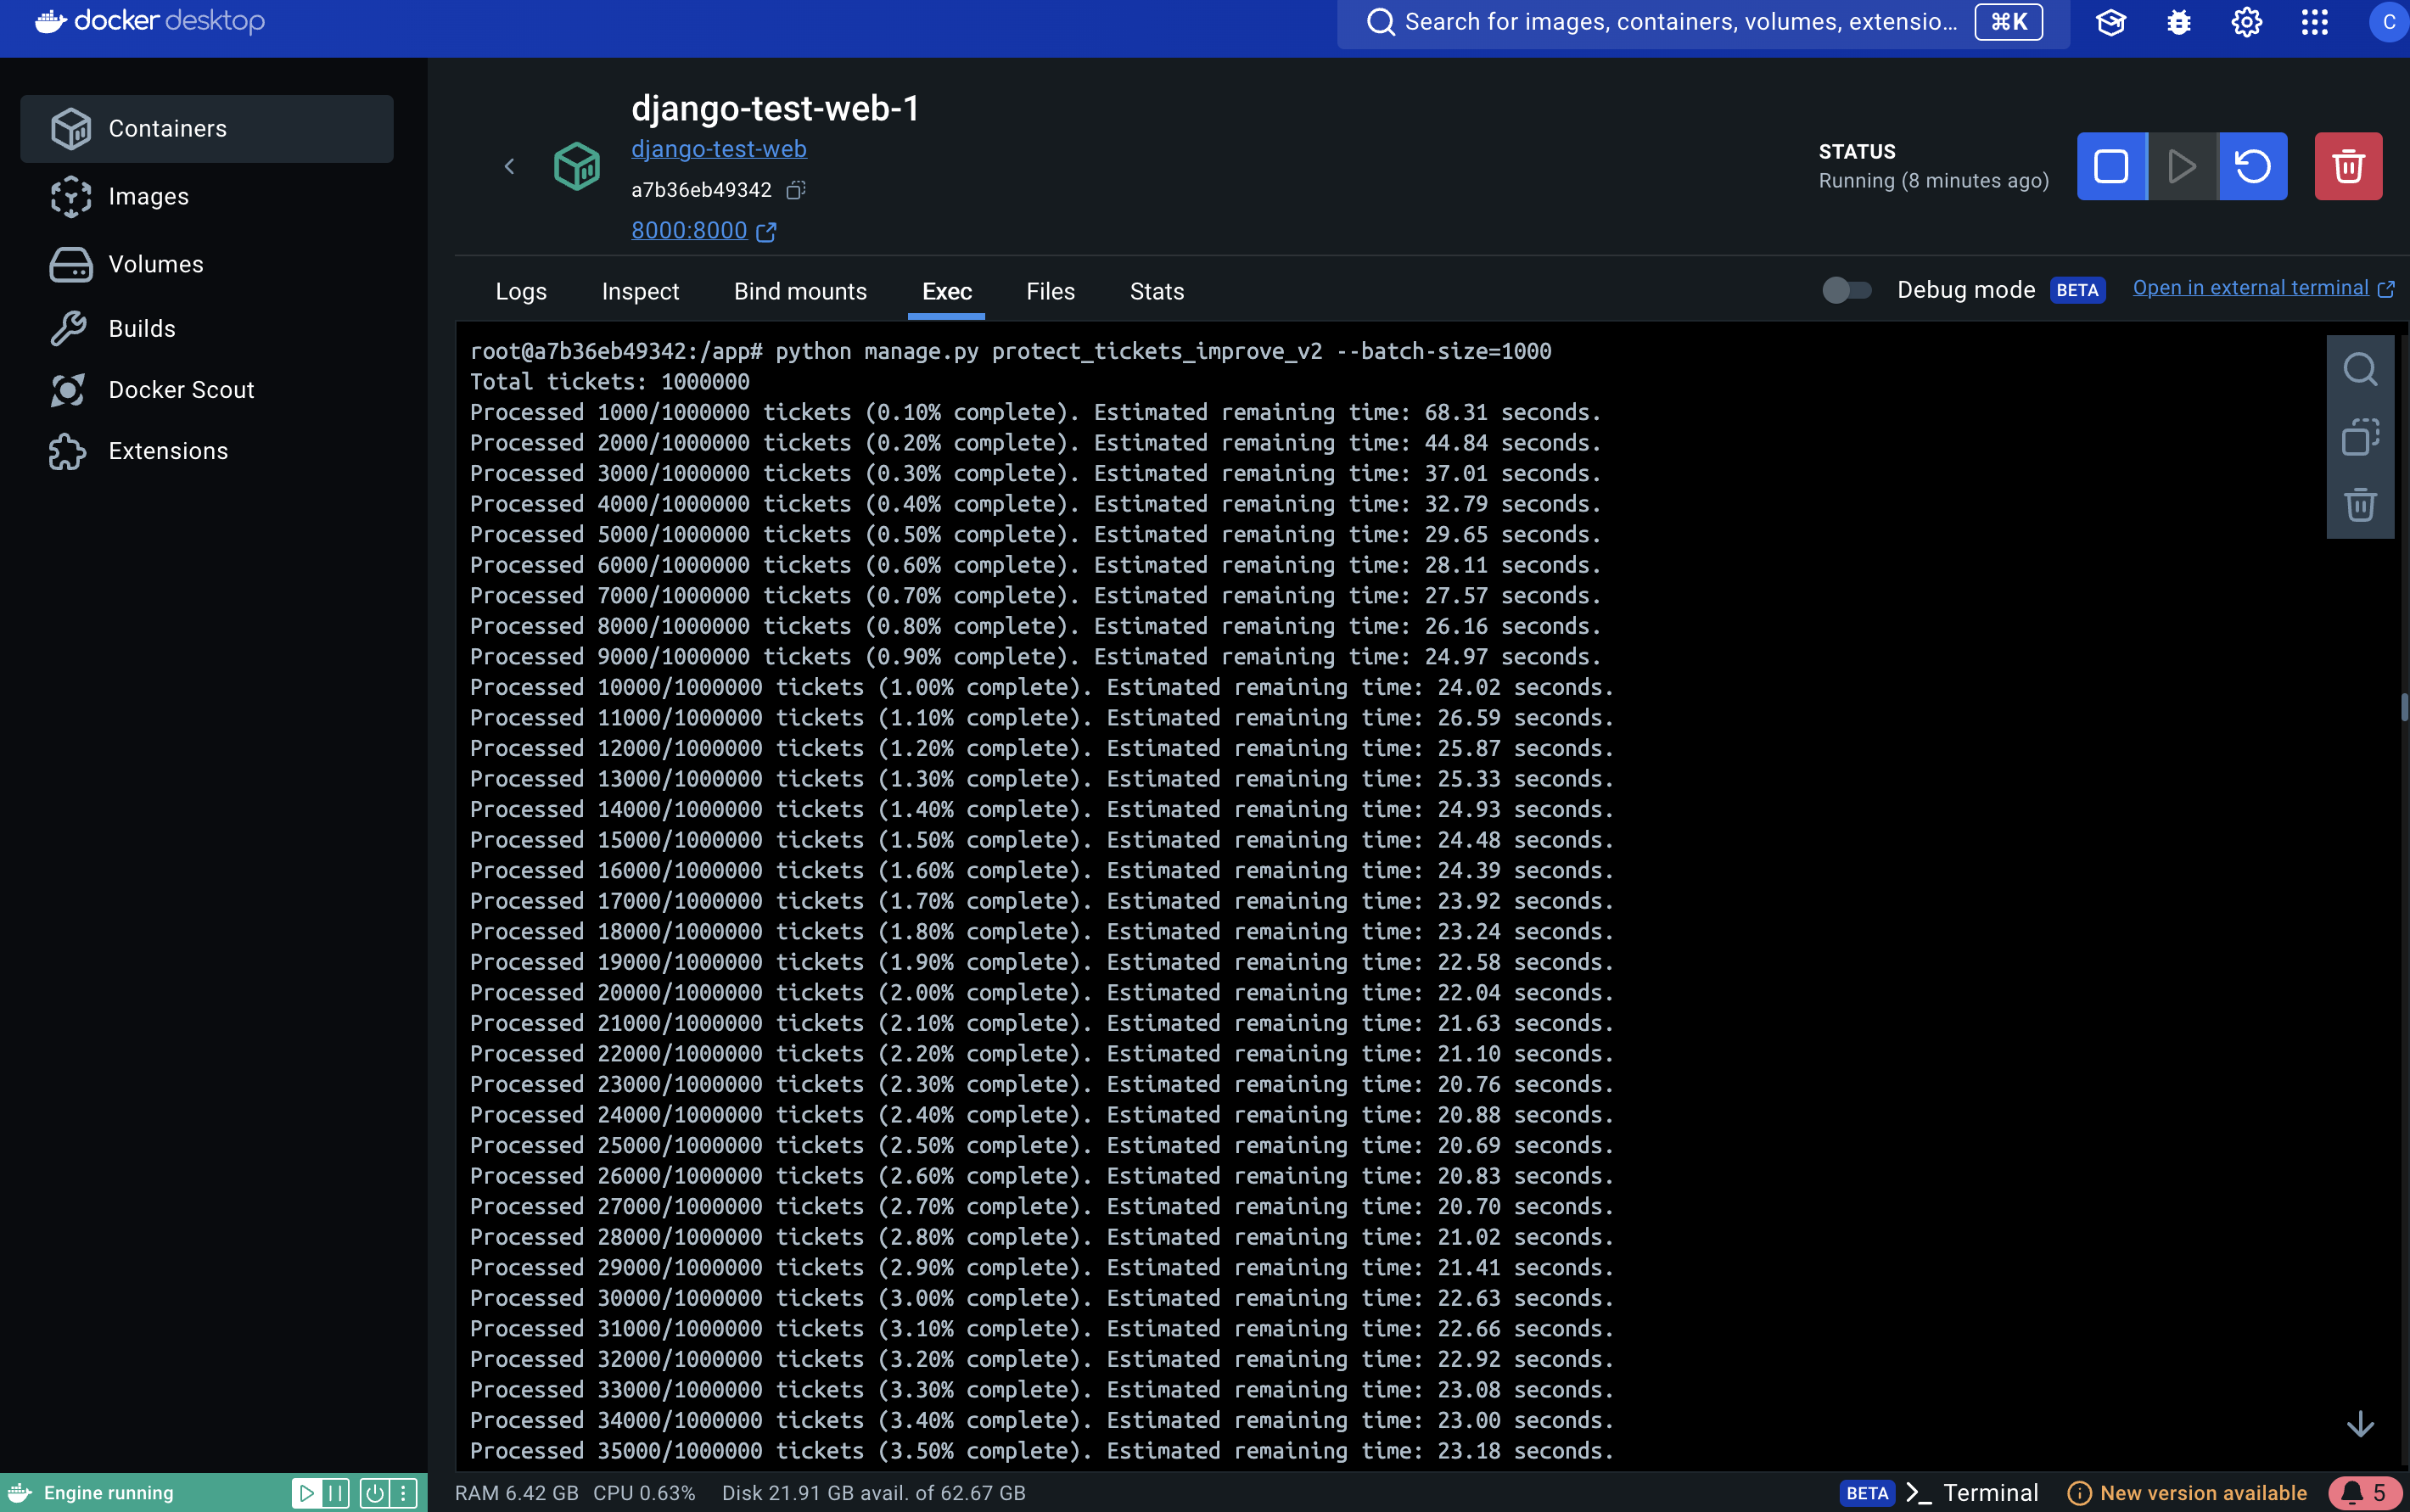 docker desktop
Search for images, containers, volumes, extensio... ⌘K
C
Containers
Images
Volumes
Builds
Docker Scout
Extensions
django-test-web-1
django-test-web
a7b36eb49342
8000:8000
STATUS
Running (8 minutes ago)
Logs Inspect Bind mounts Exec Files Stats
Debug mode BETA Open in external terminal
root@a7b36eb49342:/app# python manage.py protect_tickets_improve_v2 --batch-size=1000
Total tickets: 1000000
Processed 1000/1000000 tickets (0.10% complete). Estimated remaining time: 68.31 seconds.
Processed 2000/1000000 tickets (0.20% complete). Estimated remaining time: 44.84 seconds.
Processed 3000/1000000 tickets (0.30% complete). Estimated remaining time: 37.01 seconds.
Processed 4000/1000000 tickets (0.40% complete). Estimated remaining time: 32.79 seconds.
Processed 5000/1000000 tickets (0.50% complete). Estimated remaining time: 29.65 seconds.
Processed 6000/1000000 tickets (0.60% complete). Estimated remaining time: 28.11 seconds.
Processed 7000/1000000 tickets (0.70% complete). Estimated remaining time: 27.57 seconds.
Processed 8000/1000000 tickets (0.80% complete). Estimated remaining time: 26.16 seconds.
Processed 9000/1000000 tickets (0.90% complete). Estimated remaining time: 24.97 seconds.
Processed 10000/1000000 tickets (1.00% complete). Estimated remaining time: 24.02 seconds.
Processed 11000/1000000 tickets (1.10% complete). Estimated remaining time: 26.59 seconds.
Processed 12000/1000000 tickets (1.20% complete). Estimated remaining time: 25.87 seconds.
Processed 13000/1000000 tickets (1.30% complete). Estimated remaining time: 25.33 seconds.
Processed 14000/1000000 tickets (1.40% complete). Estimated remaining time: 24.93 seconds.
Processed 15000/1000000 tickets (1.50% complete). Estimated remaining time: 24.48 seconds.
Processed 16000/1000000 tickets (1.60% complete). Estimated remaining time: 24.39 seconds.
Processed 17000/1000000 tickets (1.70% complete). Estimated remaining time: 23.92 seconds.
Processed 18000/1000000 tickets (1.80% complete). Estimated remaining time: 23.24 seconds.
Processed 19000/1000000 tickets (1.90% complete). Estimated remaining time: 22.58 seconds.
Processed 20000/1000000 tickets (2.00% complete). Estimated remaining time: 22.04 seconds.
Processed 21000/1000000 tickets (2.10% complete). Estimated remaining time: 21.63 seconds.
Processed 22000/1000000 tickets (2.20% complete). Estimated remaining time: 21.10 seconds.
Processed 23000/1000000 tickets (2.30% complete). Estimated remaining time: 20.76 seconds.
Processed 24000/1000000 tickets (2.40% complete). Estimated remaining time: 20.88 seconds.
Processed 25000/1000000 tickets (2.50% complete). Estimated remaining time: 20.69 seconds.
Processed 26000/1000000 tickets (2.60% complete). Estimated remaining time: 20.83 seconds.
Processed 27000/1000000 tickets (2.70% complete). Estimated remaining time: 20.70 seconds.
Processed 28000/1000000 tickets (2.80% complete). Estimated remaining time: 21.02 seconds.
Processed 29000/1000000 tickets (2.90% complete). Estimated remaining time: 21.41 seconds.
Processed 30000/1000000 tickets (3.00% complete). Estimated remaining time: 22.63 seconds.
Processed 31000/1000000 tickets (3.10% complete). Estimated remaining time: 22.66 seconds.
Processed 32000/1000000 tickets (3.20% complete). Estimated remaining time: 22.92 seconds.
Processed 33000/1000000 tickets (3.30% complete). Estimated remaining time: 23.08 seconds.
Processed 34000/1000000 tickets (3.40% complete). Estimated remaining time: 23.00 seconds.
Processed 35000/1000000 tickets (3.50% complete). Estimated remaining time: 23.18 seconds.
Engine running
RAM 6.42 GB CPU 0.63% Disk 21.91 GB avail. of 62.67 GB
BETA Terminal New version available 5